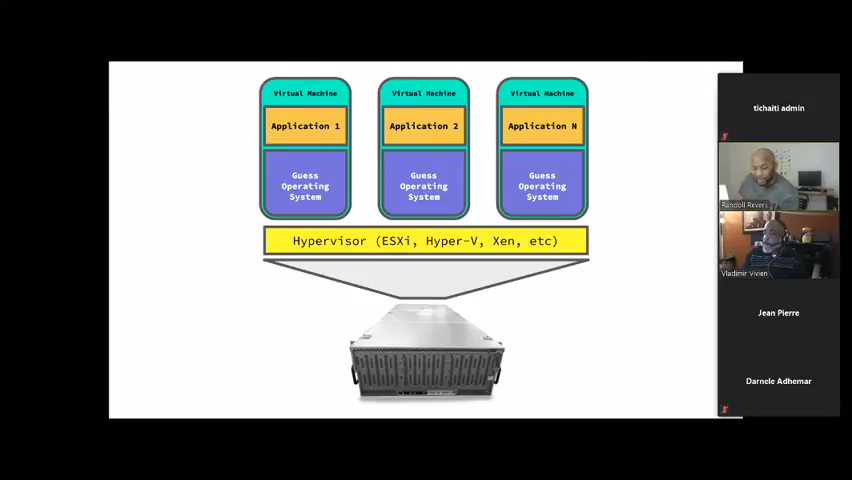 Virtual Machine
Application 1
Guess
Operating
System
Virtual Machine
Application 2
Guess
Operating
System
Virtual Machine
Application N
Guess
Operating
System
Hypervisor (ESXi, Hyper-V, Xen, etc)
tichaiti admin
Randoll Revers
Vladimir Vivien
Jean Pierre
Darnele Adhemar